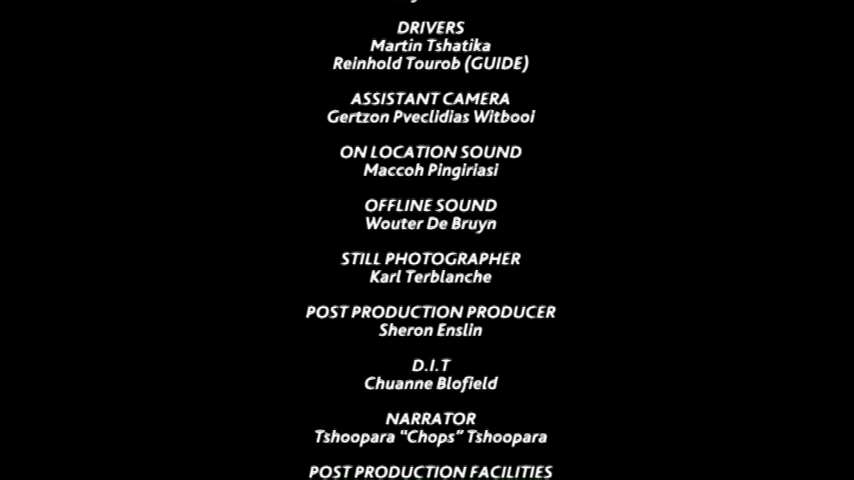 DRIVERS
Martin Tshatika
Reinhold Tourob (GUIDE)
ASSISTANT CAMERA
Gertzon Pveclidias Witbooi
ON LOCATION SOUND
Maccoh Pingiriasi
OFFLINE SOUND
Wouter De Bruyn
STILL PHOTOGRAPHER
Karl Terblanche
POST PRODUCTION PRODUCER
Sheron Enslin
D.I.T
Chuanne Blofield
NARRATOR
Tshoopara “Chops” Tshoopara
POST PRODUCTION FACILITIES